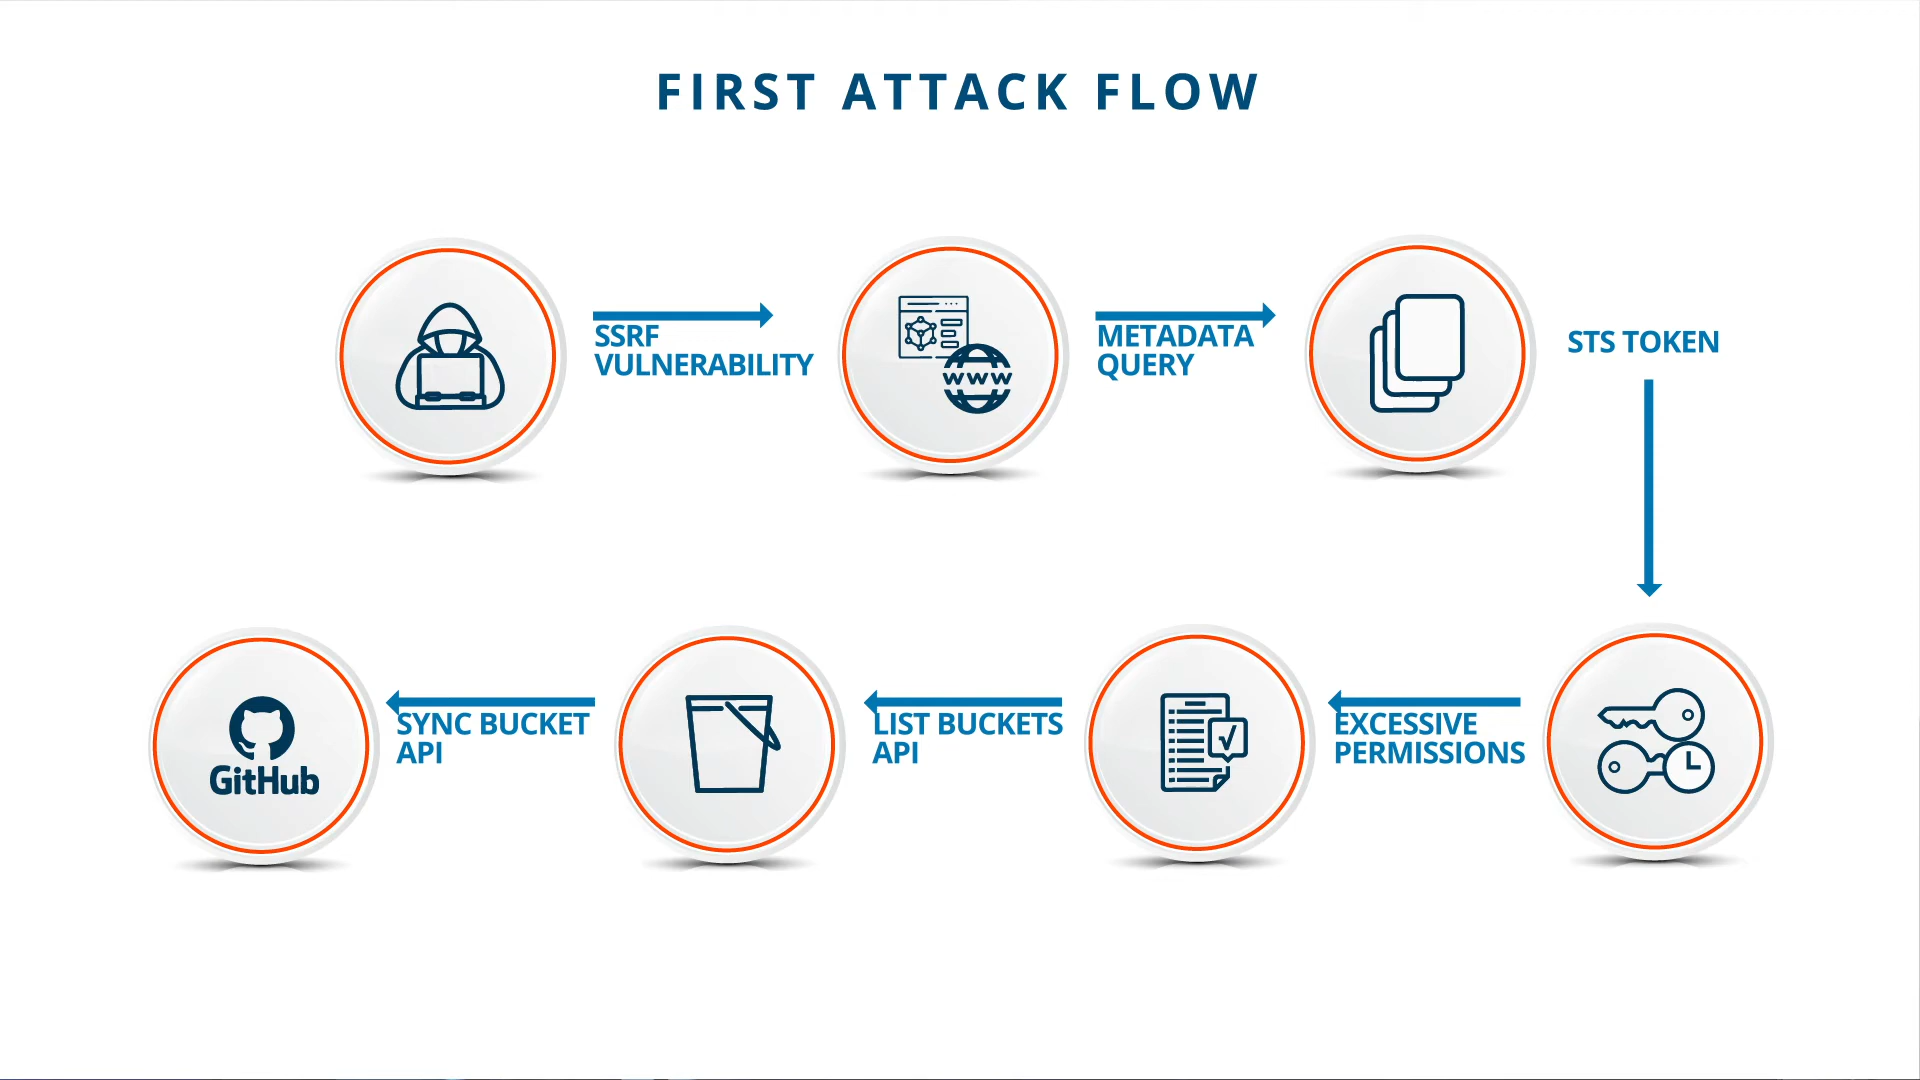 FIRST ATTACK FLOW
SSRF
VULNERABILITY
www
METADATA
QUERY
STS TOKEN
GitHub
SYNC BUCKET
API
LIST BUCKETS
API
EXCESSIVE
PERMISSIONS